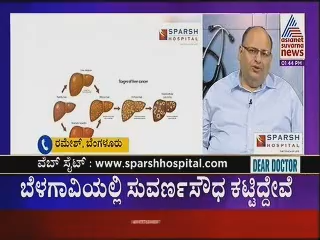 SPARSH
HOSPITAL
asianet
suvarna
news
01:44 PM
Stages of liver cancer
SPARSH
HOSPITAL
ರಮೇಶ್, ಬೆಂಗಳೂರು
ವೆಬ್ ಸೈಟ್ : www.sparshhospital.com
DEAR DOCTOR
ಬೆಳಗಾವಿಯಲ್ಲಿ ಸುವರ್ಣಸೌಧ ಕಟ್ಟಿದ್ದೇವೆ